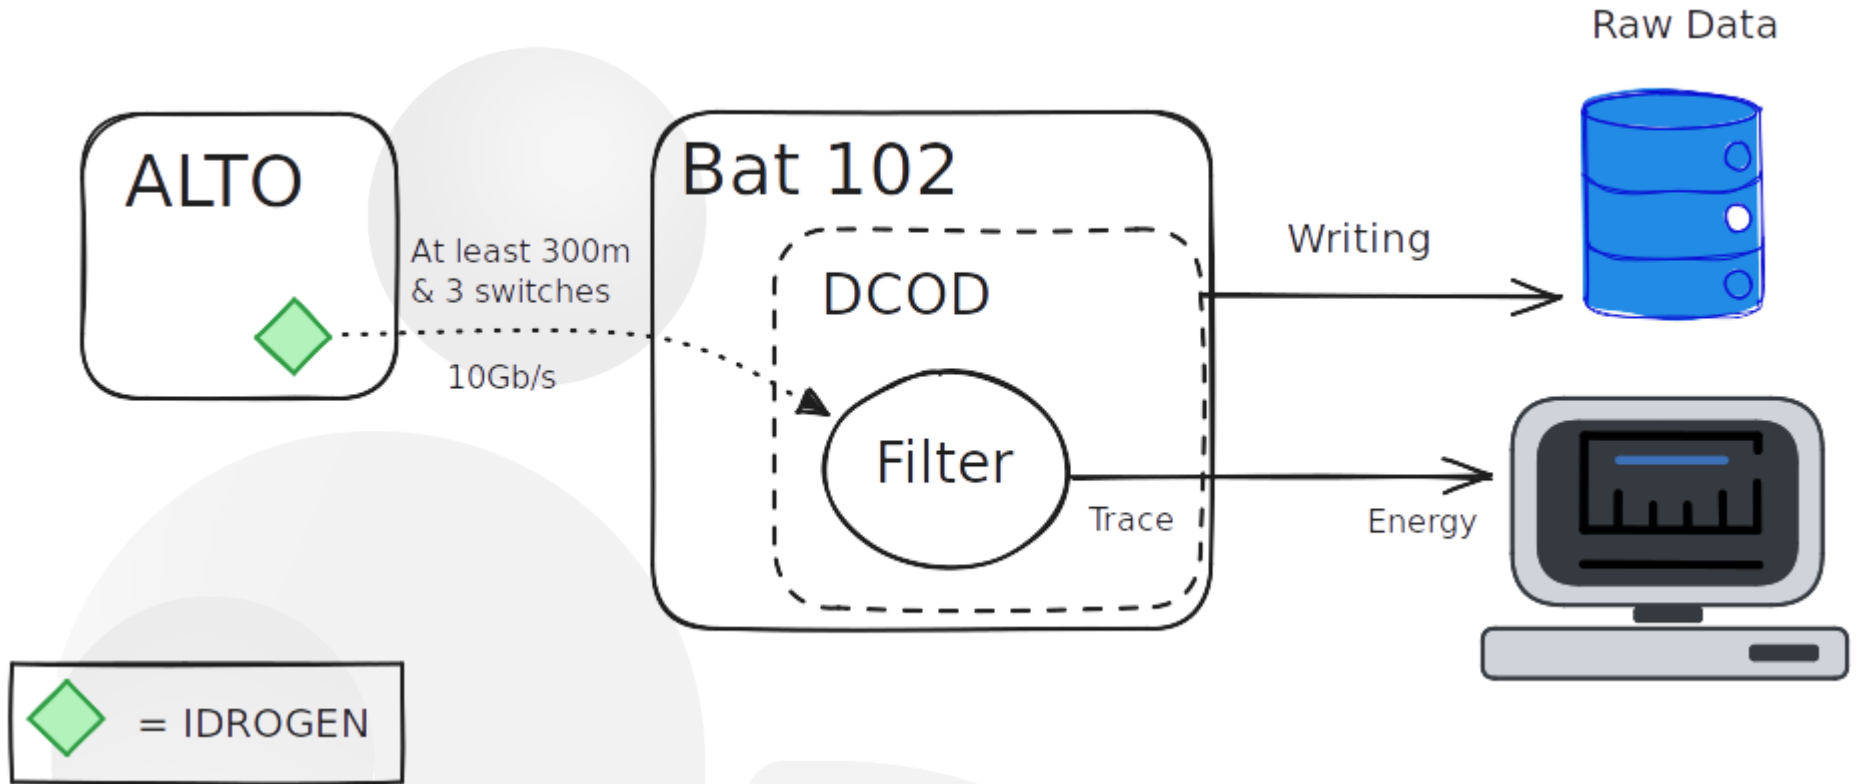 Raw Data
ALTO
Bat 102
At least 300m
& 3 switches
10Gb/s
DCOD
Writing
Filter
Trace
Energy
= IDROGEN